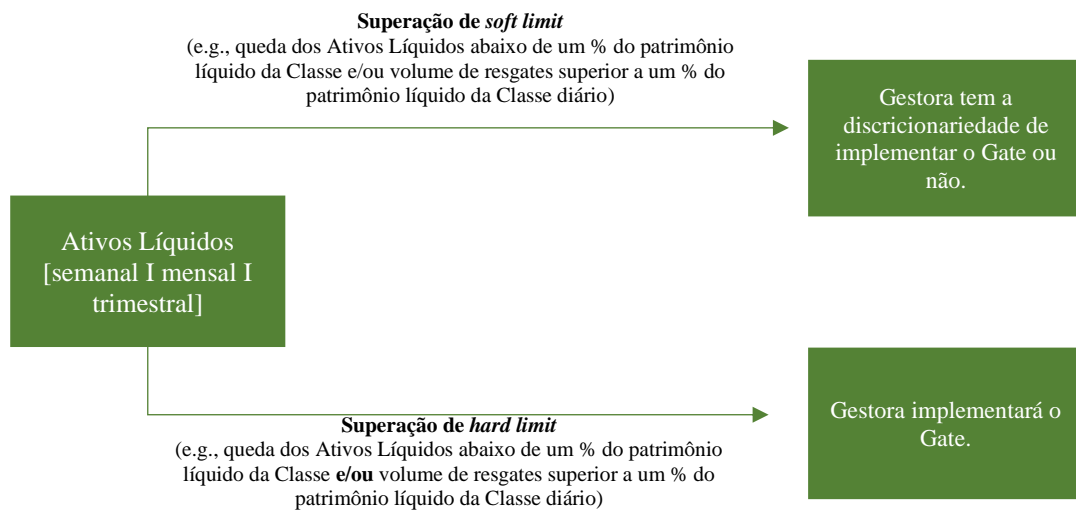 Superação de soft limit
(e.g., queda dos Ativos Líquidos abaixo de um % do patrimônio
líquido da Classe e/ou volume de resgates superior a um % do
patrimônio líquido da Classe diário)
Gestora tem a
discricionariedade de
implementar o Gate ou
não.
Ativos Líquidos
[semanal I mensal I
trimestral]
Superação de hard limit
(e.g., queda dos Ativos Líquidos abaixo de um % do patrimônio
líquido da Classe e/ou volume de resgates superior a um % do
patrimônio líquido da Classe diário)
Gestora implementará o
Gate.